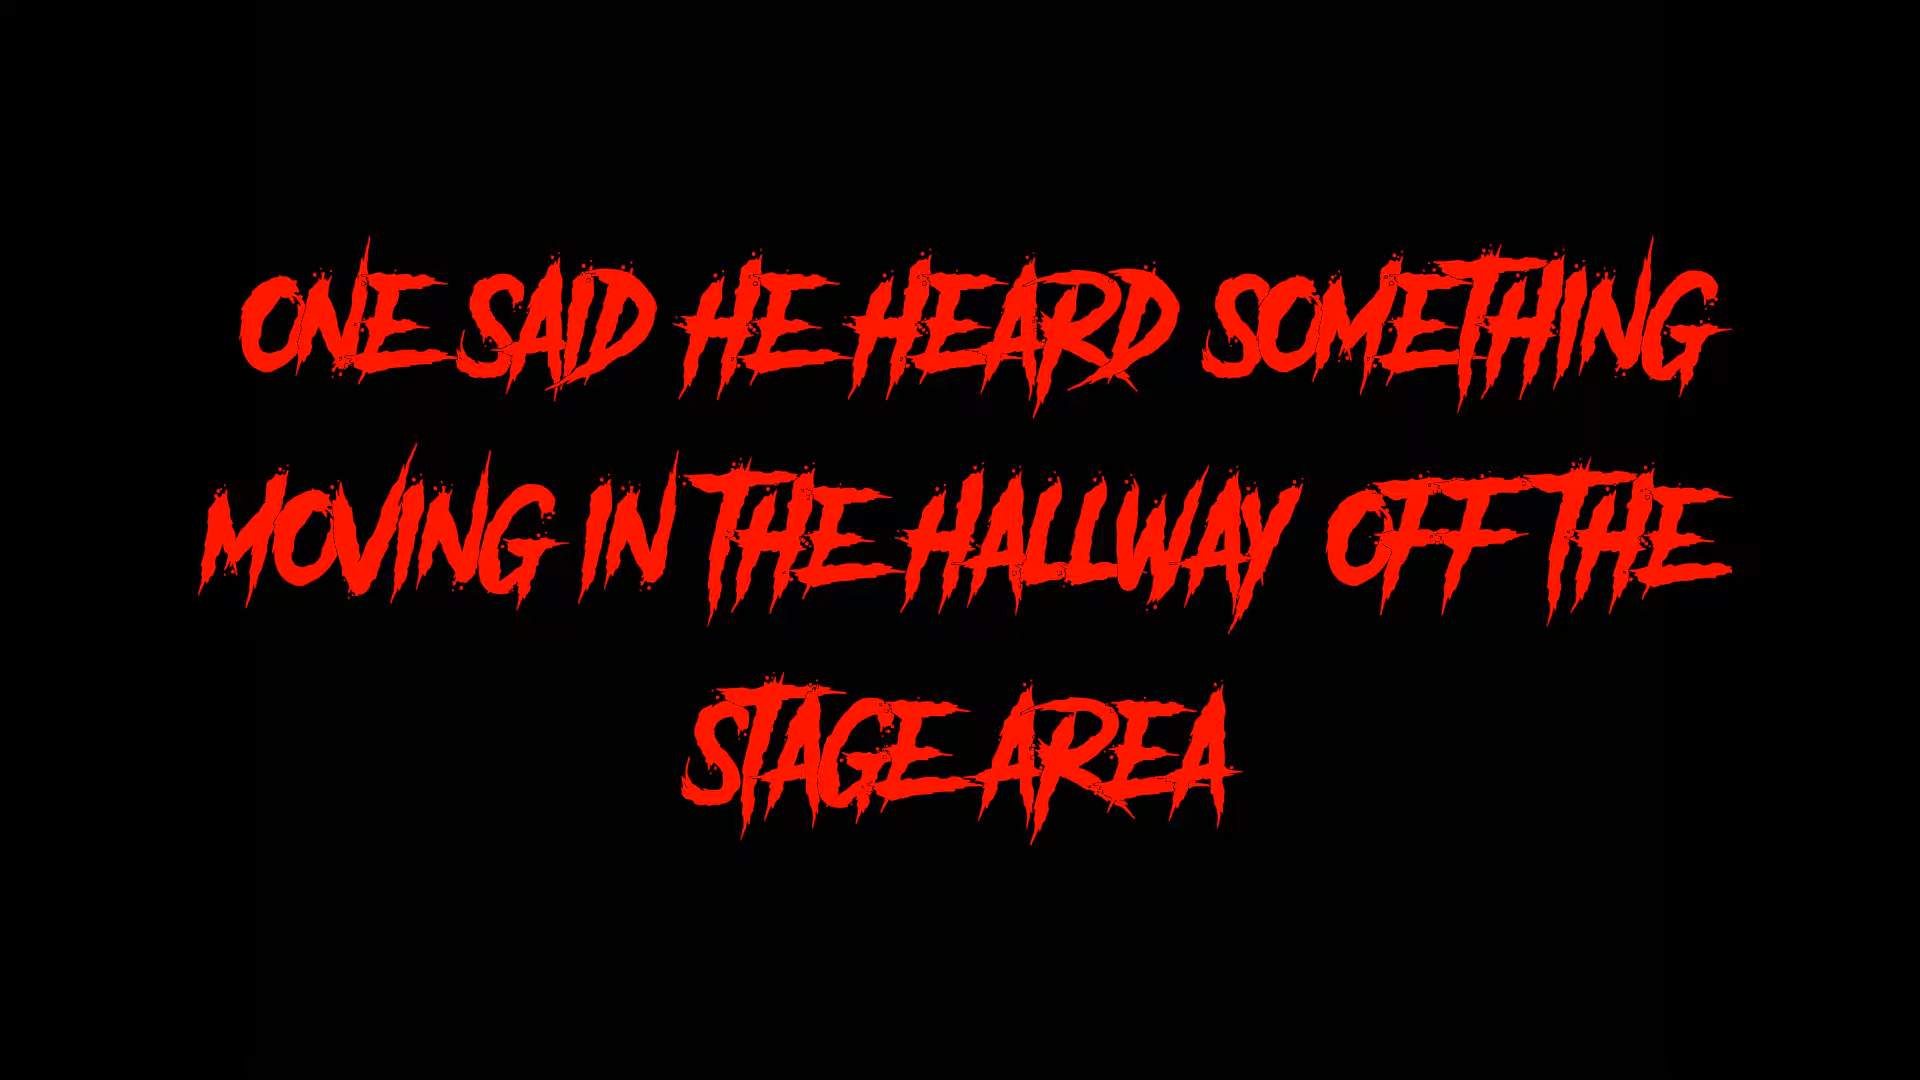 ONE SAID HE HEARD SOMETHING
MOVING IN THE HALLWAY OFF THE
STAGE AREA